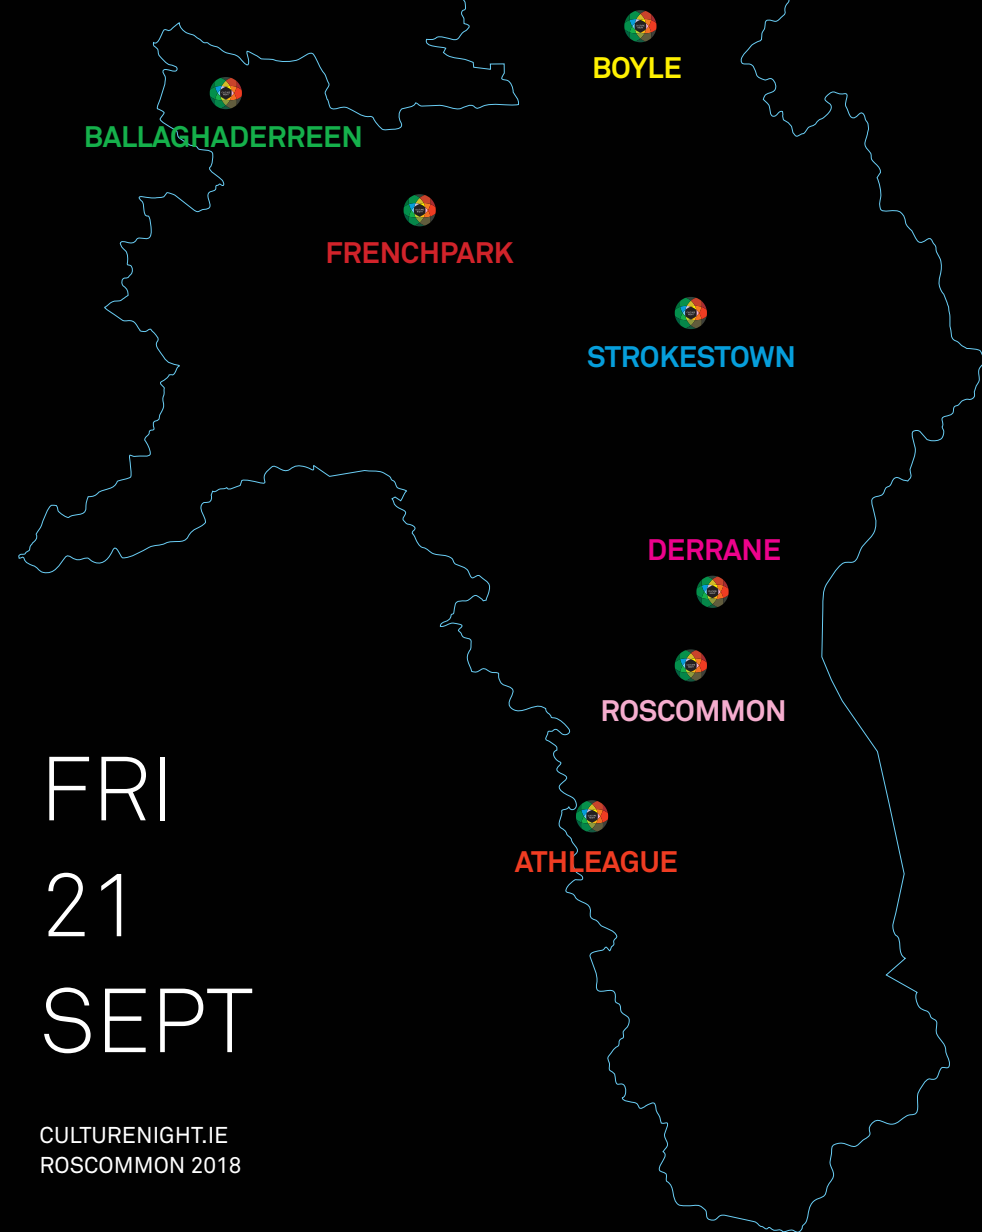 BOYLE
BALLAGHADERREEN
FRENCHPARK
STROKESTOWN
DERRANE
ROSCOMMON
ATHLEAGUE
FRI
21
SEPT
CULTURENIGHT.IE
ROSCOMMON 2018